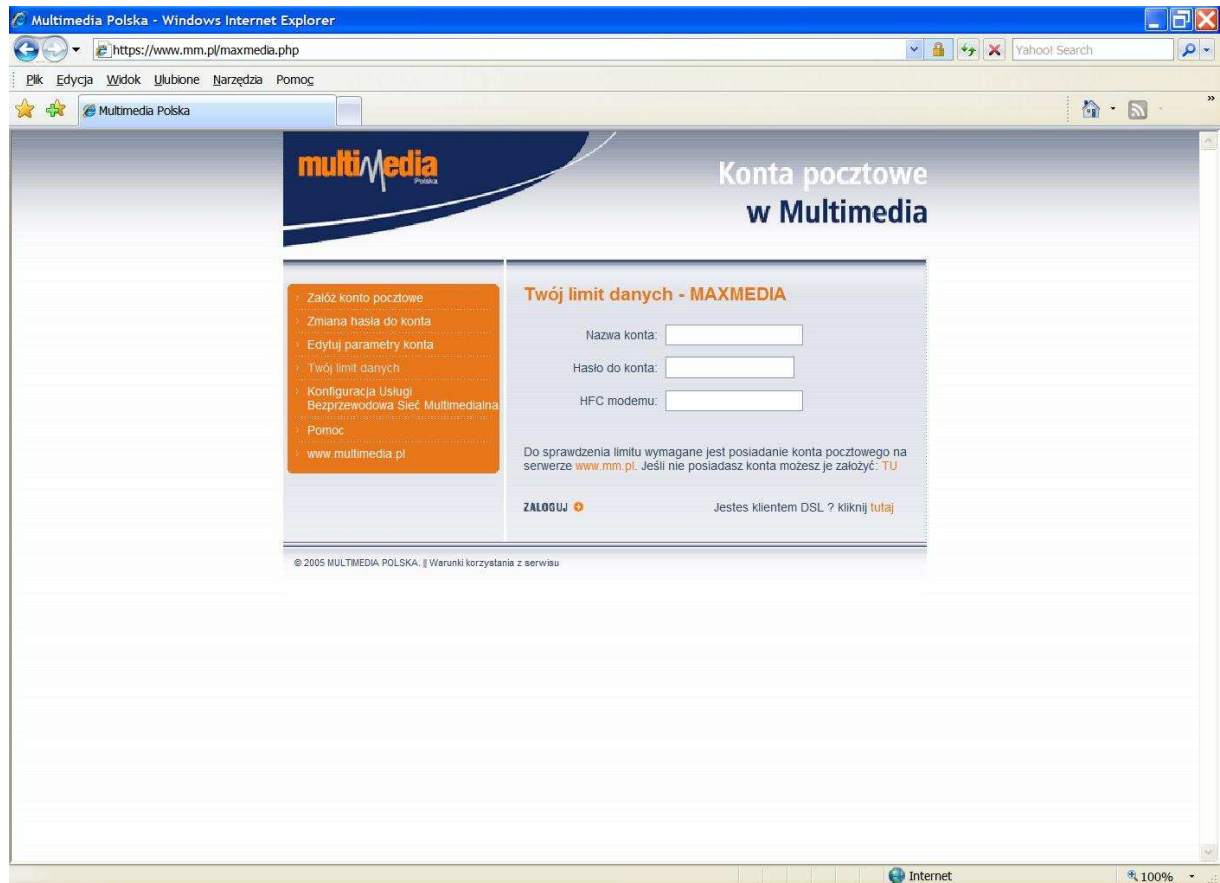 Multimedia Polska - Windows Internet Explorer
https://www.mm.pl/maxmedia.php
Yahoo! Search
Plik Edycja Widok Ulubione Narzędzia Pomoc
Multimedia Polska
»
multiMedia
Polska
Konta pocztowe
w Multimedia
Załóż konto pocztowe
Zmiana hasła do konta
Edytuj parametry konta
Twój limit danych
Konfiguracja Usługi
Bezprzewodowa Sieć Multimedialna
Pomoc
www.multimedia.pl
Twój limit danych - MAXMEDIA
Nazwa konta:
Hasło do konta:
HFC modemu:
Do sprawdzenia limitu wymagane jest posiadanie konta pocztowego na
serwerze www.mm.pl. Jeśli nie posiadasz konta możesz je założyć: TU
ZALOGUJ
Jestes klientem DSL ? kliknij tutaj
© 2005 MULTIMEDIA POLSKA. || Warunki korzystania z serwisu
Internet
100%